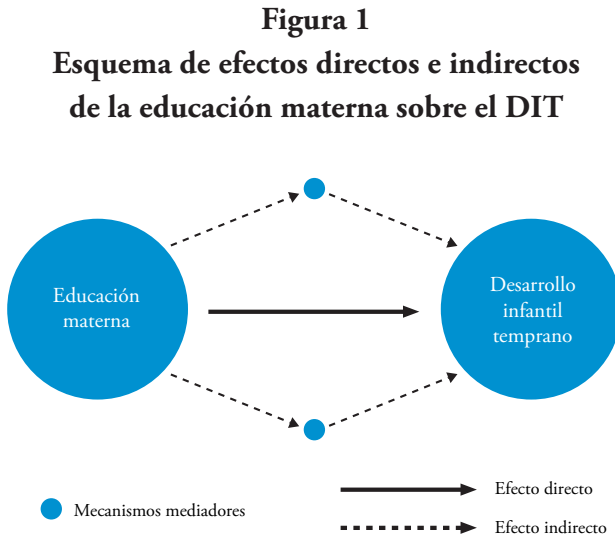 Figura 1
Esquema de efectos directos e indirectos
de la educación materna sobre el DIT
Educación
materna
Desarrollo
infantil
temprano
Mecanismos mediadores
Efecto directo
Efecto indirecto